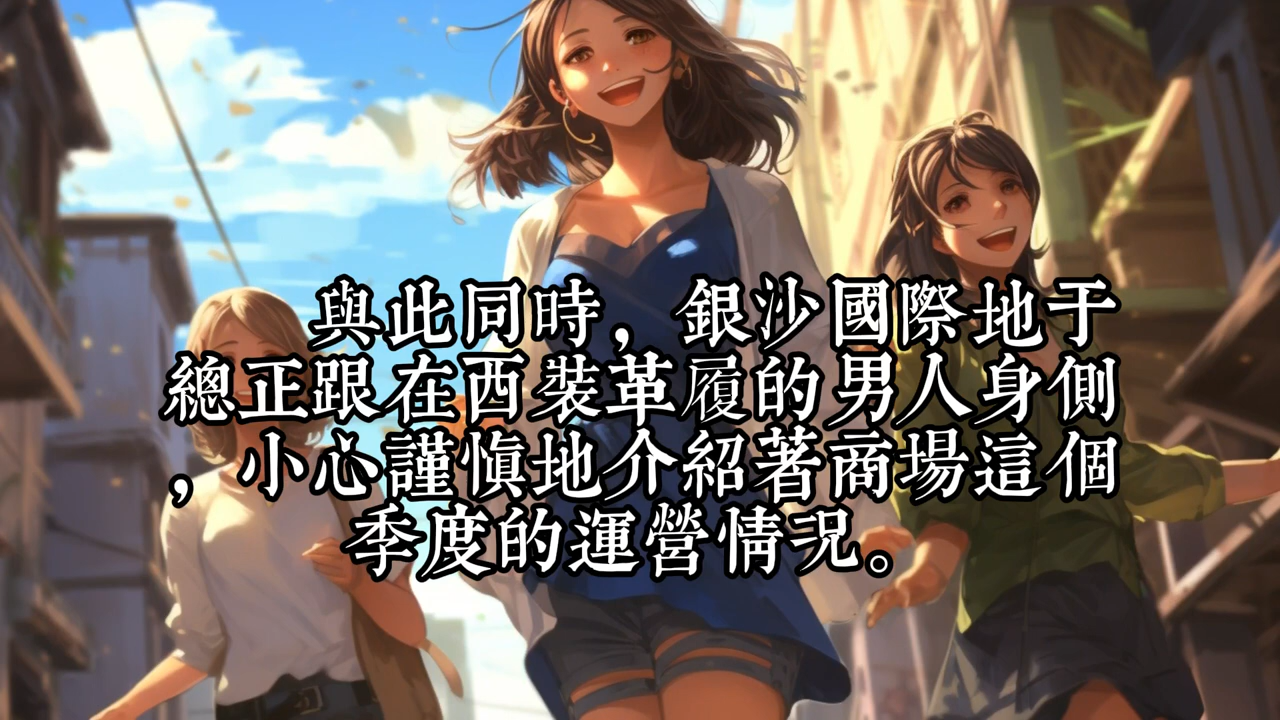 與此同時，銀沙國際地于
總正跟在西裝革履的男人身側
，小心謹慎地介紹著商場這個
季度的運營情況。